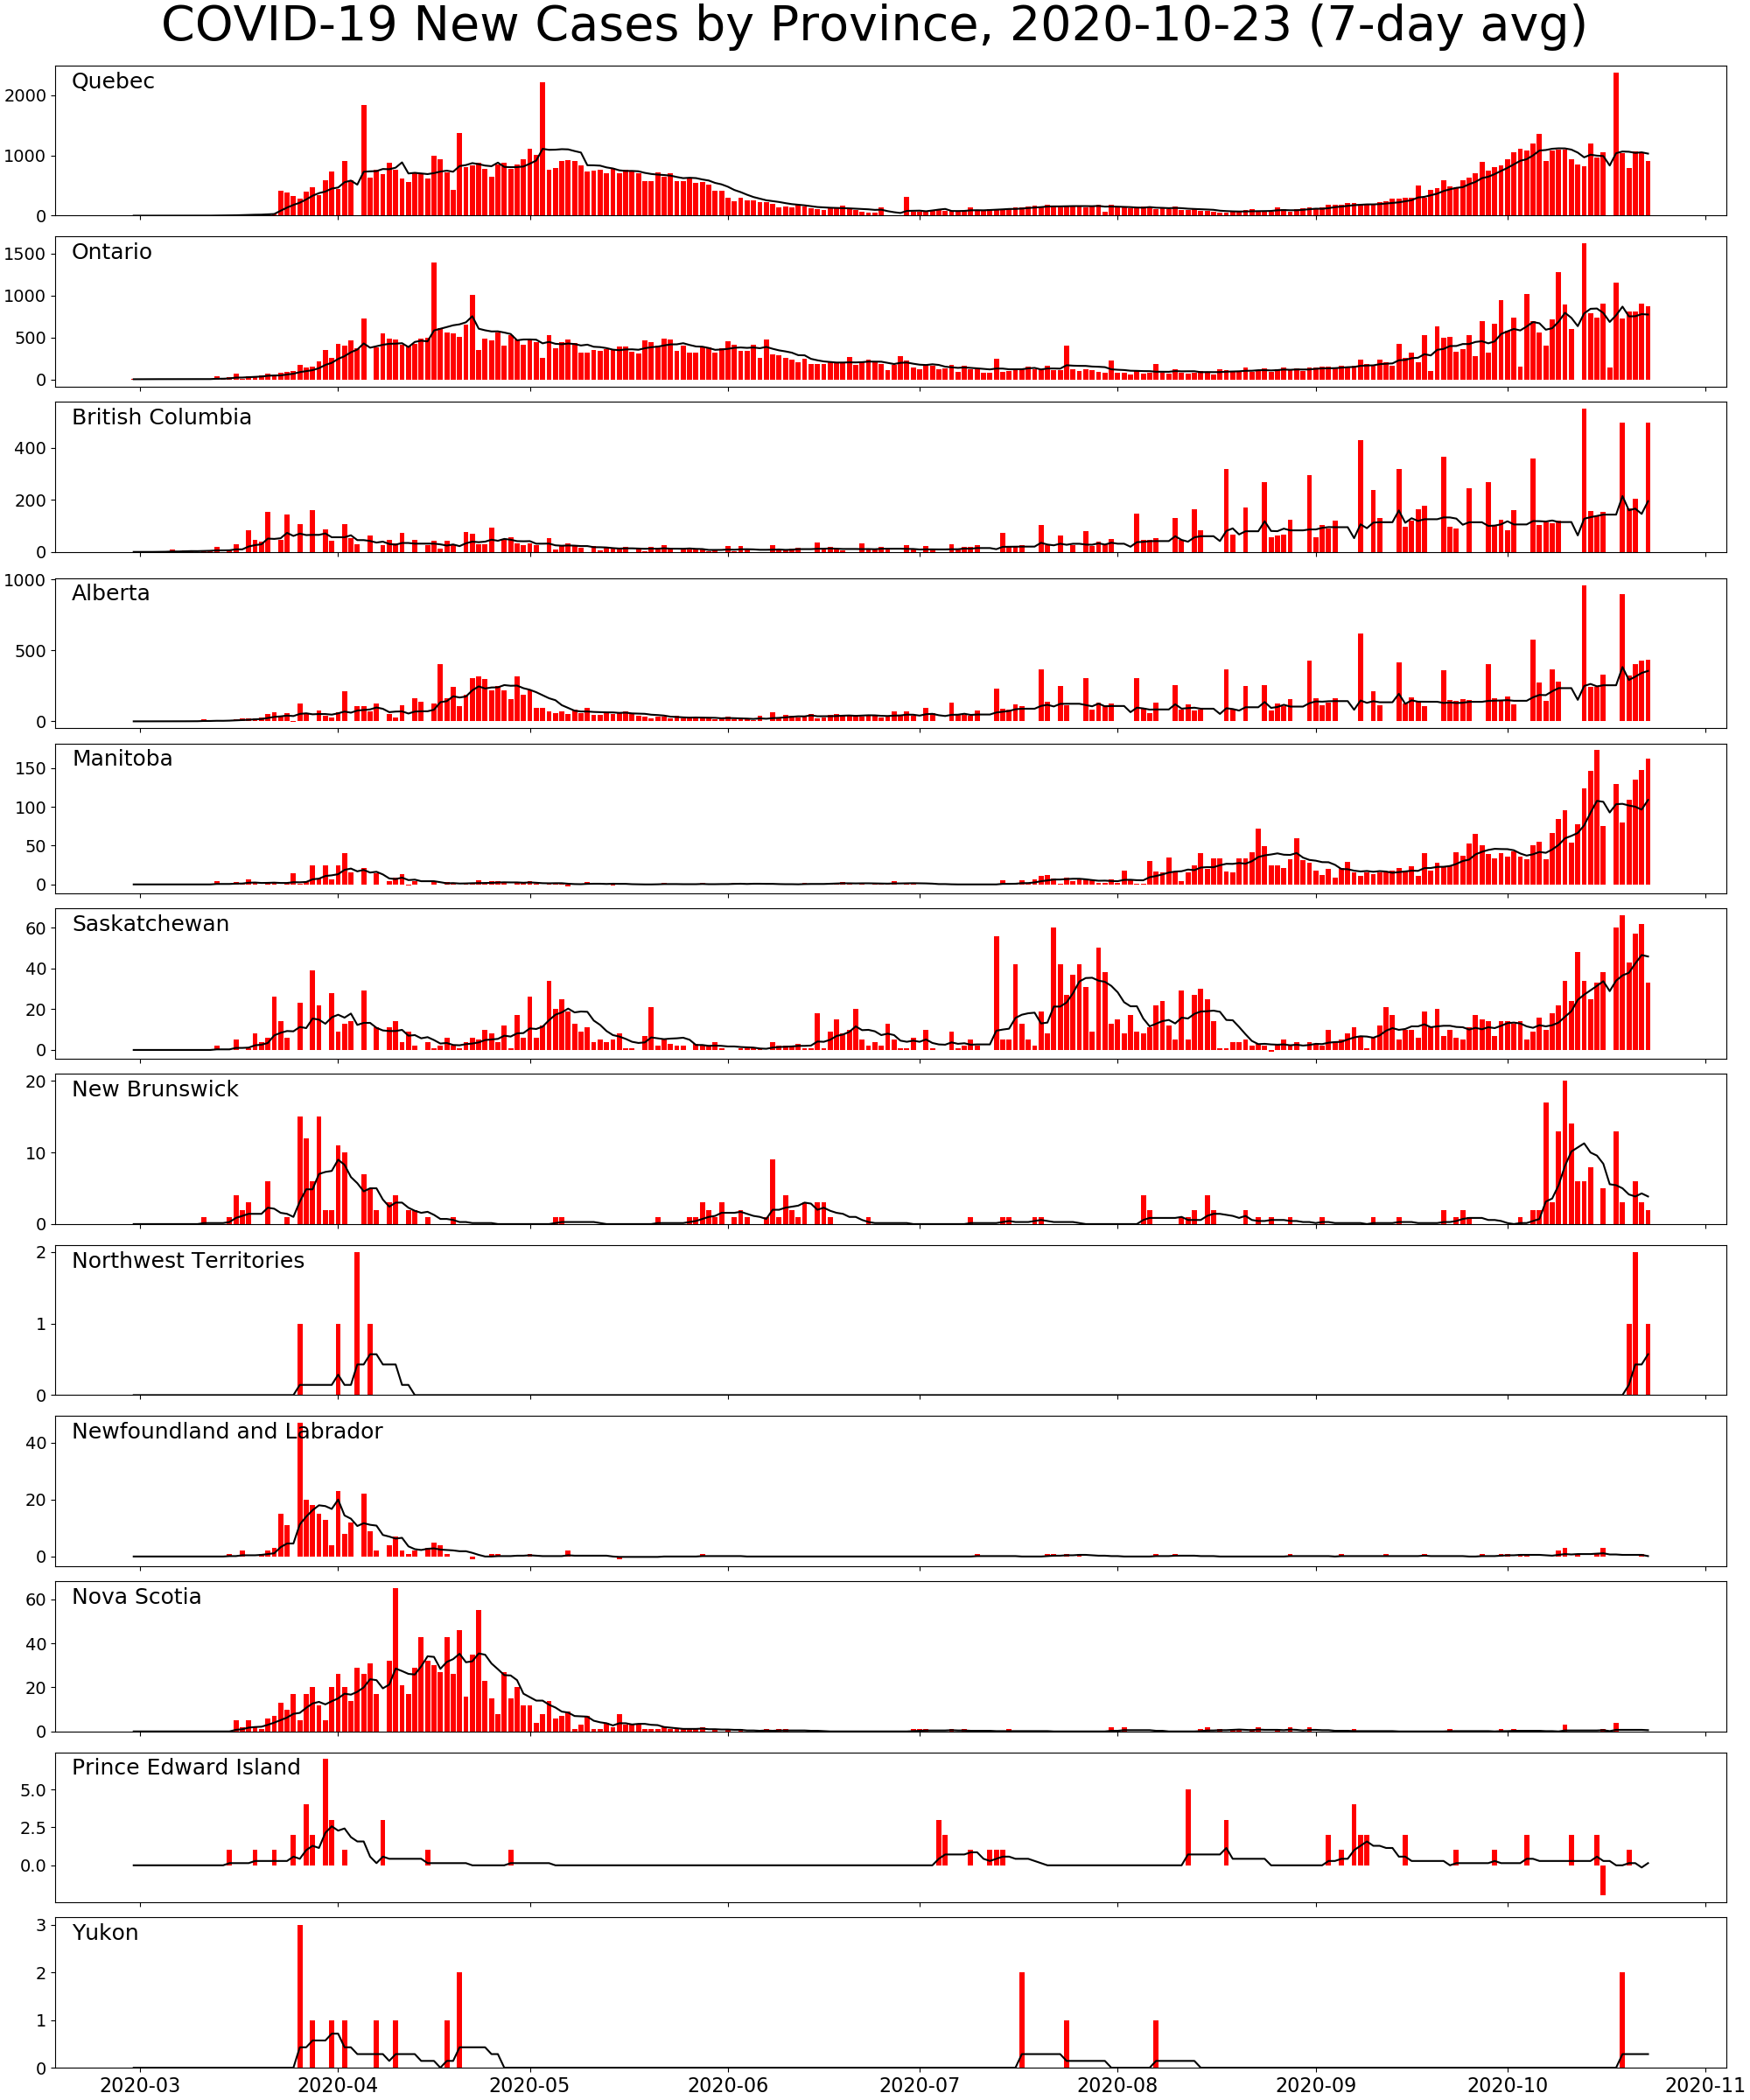 COVID-19 New Cases by Province, 2020-10-23 (7-day avg)
Quebec
2000
1000
0
Ontario
1500
1000
500
0
British Columbia
400
200
0
Alberta
1000
500
0
Manitoba
150
100
50
0
Saskatchewan
60
40
20
0
New Brunswick
20
10
0
Northwest Territories
2
1
0
Newfoundland and Labrador
40
20
0
Nova Scotia
60
40
20
0
Prince Edward Island
5.0
2.5
0.0
Yukon
3
2
1
0
2020-03 2020-04 2020-05 2020-06 2020-07 2020-08 2020-09 2020-10 2020-11